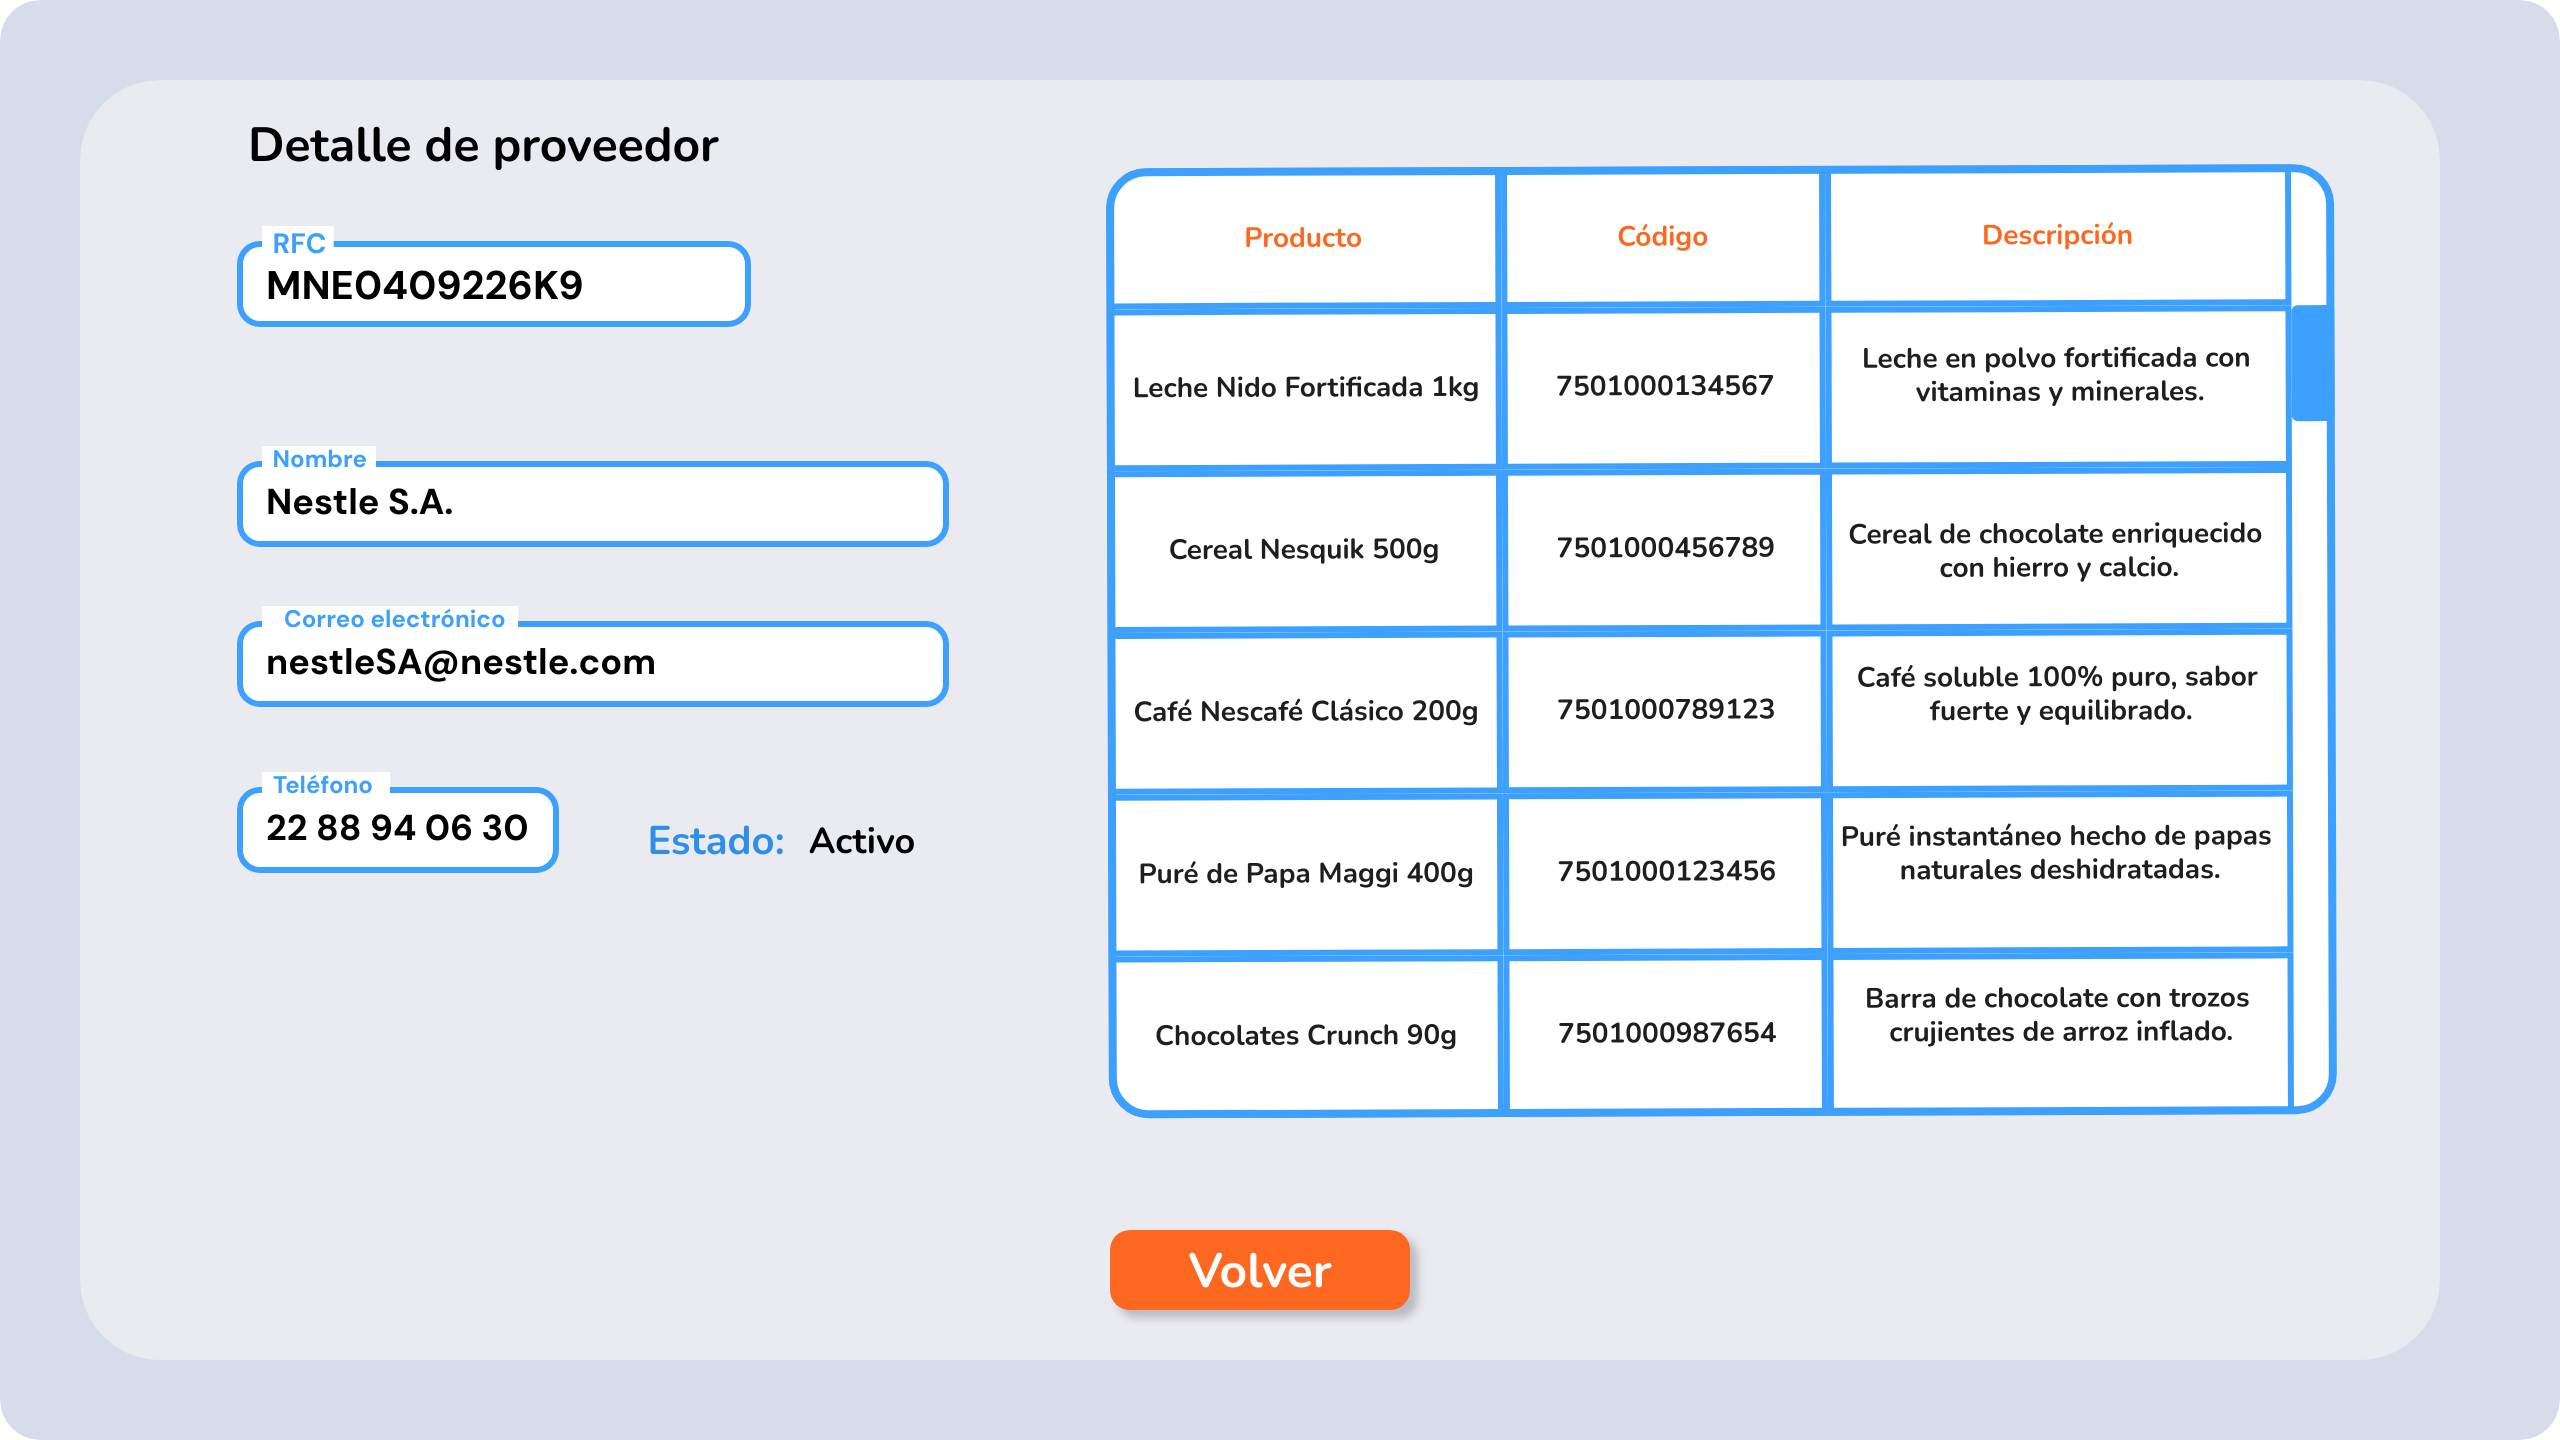 Detalle de proveedor
RFC
MNE0409226K9
Nombre
Nestle S.A.
Correo electrónico
nestleSA@nestle.com
Teléfono
22 88 94 06 30
Estado: Activo
Producto Código Descripción
Leche Nido Fortificada 1kg 7501000134567 Leche en polvo fortificada con
vitaminas y minerales.
Cereal Nesquik 500g 7501000456789 Cereal de chocolate enriquecido
con hierro y calcio.
Café Nescafé Clásico 200g 7501000789123 Café soluble 100% puro, sabor
fuerte y equilibrado.
Puré de Papa Maggi 400g 7501000123456 Puré instantáneo hecho de papas
naturales deshidratadas.
Chocolates Crunch 90g 7501000987654 Barra de chocolate con trozos
crujientes de arroz inflado.
Volver